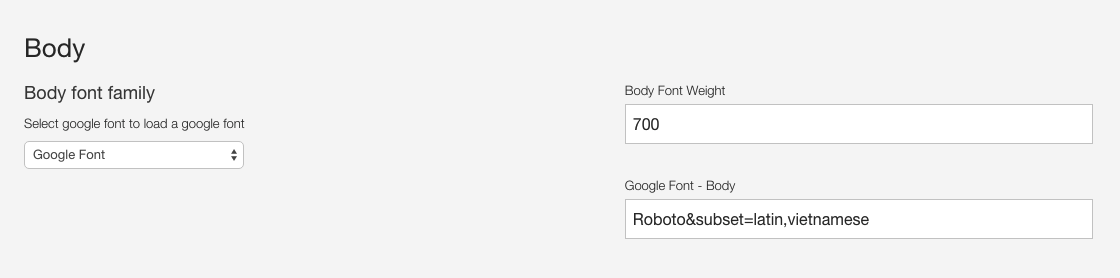 Body
Body font family
Select google font to load a google font
Google Font
Body Font Weight
700
Google Font - Body
Roboto&subset=latin,vietnamese